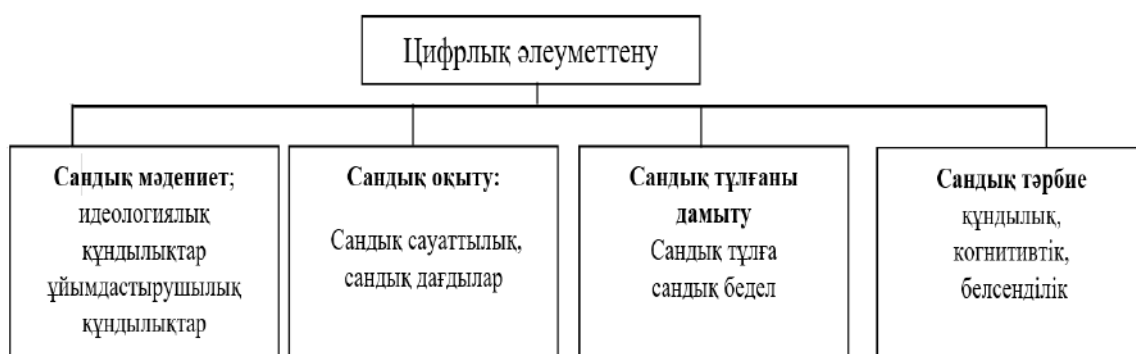 Цифрлық әлеуметтену
Сандық мәдениет;
идеологиялық
құндылықтар
ұйымдастырушылық
құндылықтар
Сандық оқыту:
Сандық сауаттылық,
сандық дағдылар
Сандық тұлғаны
дамыту
Сандық тұлға
сандық бедел
Сандық тәрбие
құндылық,
когнитивтік,
белсенділік